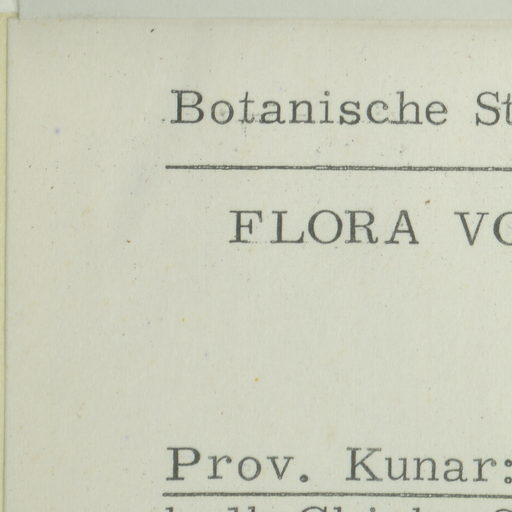 Botanische St
FLORA VO
Prov. Kunar: